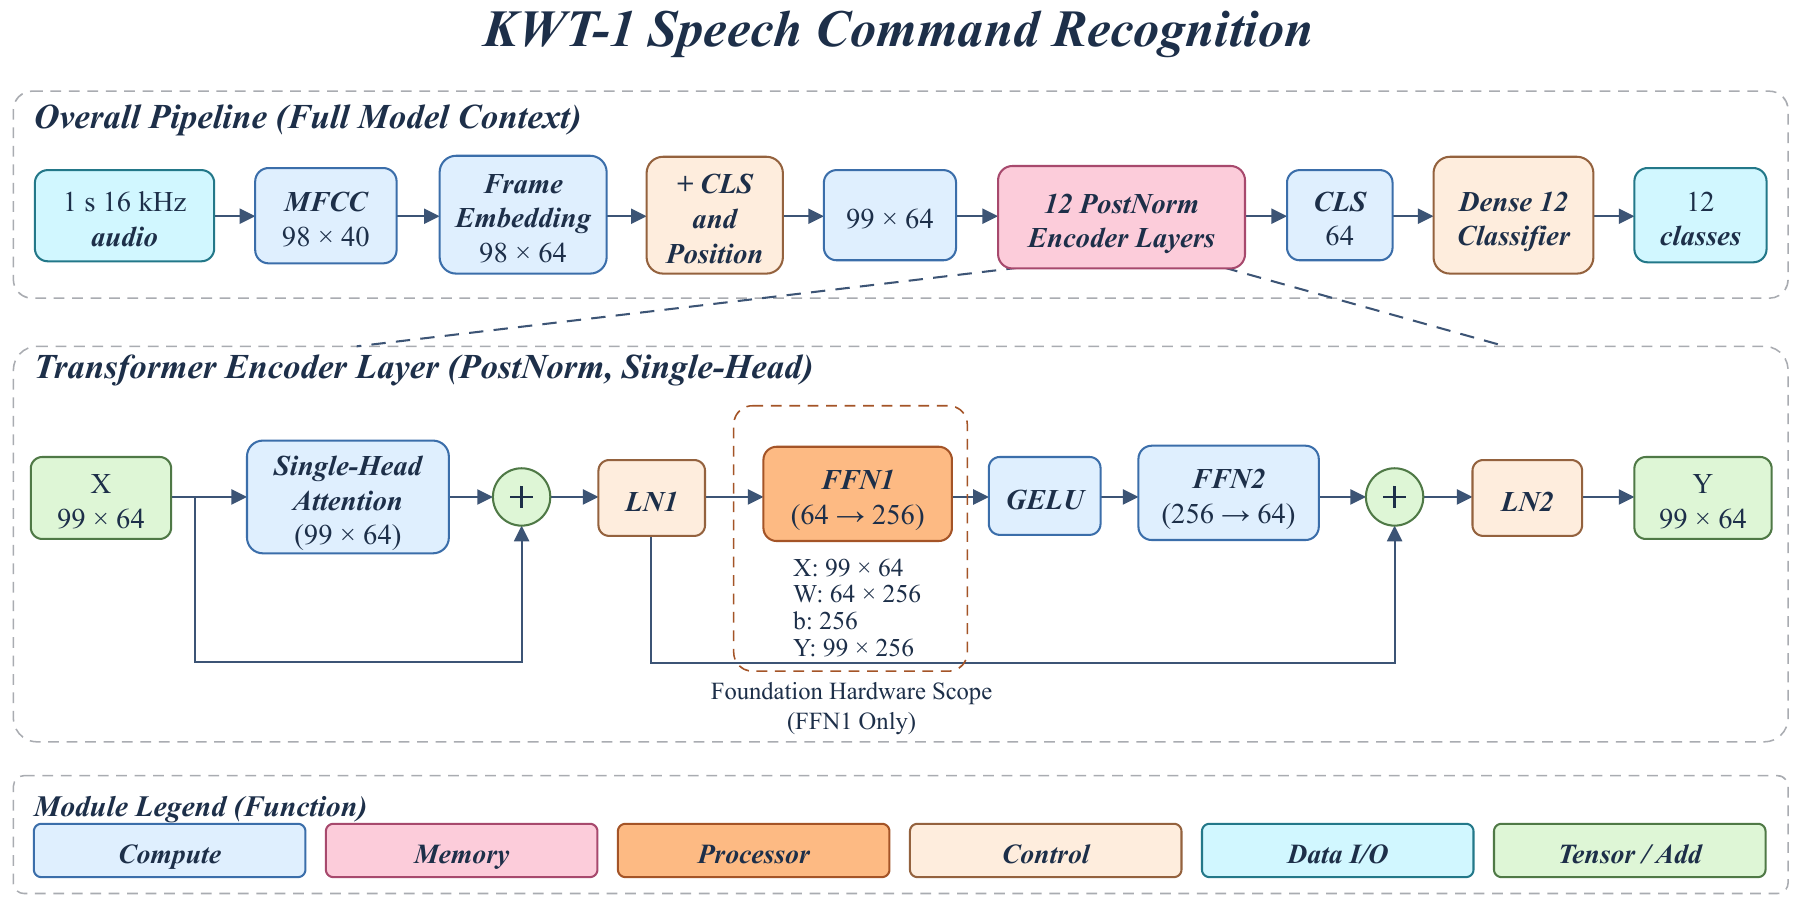 KWT-1 Speech Command Recognition
Overall Pipeline (Full Model Context)
1 s 16 kHz
audio
MFCC
98 × 40
Frame
Embedding
98 × 64
+ CLS
and
Position
99 × 64
12 PostNorm
Encoder Layers
CLS
64
Dense 12
Classifier
12
classes
Transformer Encoder Layer (PostNorm, Single-Head)
X
99 × 64
Single-Head
Attention
(99 × 64)
+
LN1
FFN1
(64 → 256)
X: 99 × 64
W: 64 × 256
b: 256
Y: 99 × 256
Foundation Hardware Scope
(FFN1 Only)
GELU
FFN2
(256 → 64)
+
LN2
Y
99 × 64
Module Legend (Function)
Compute
Memory
Processor
Control
Data I/O
Tensor / Add